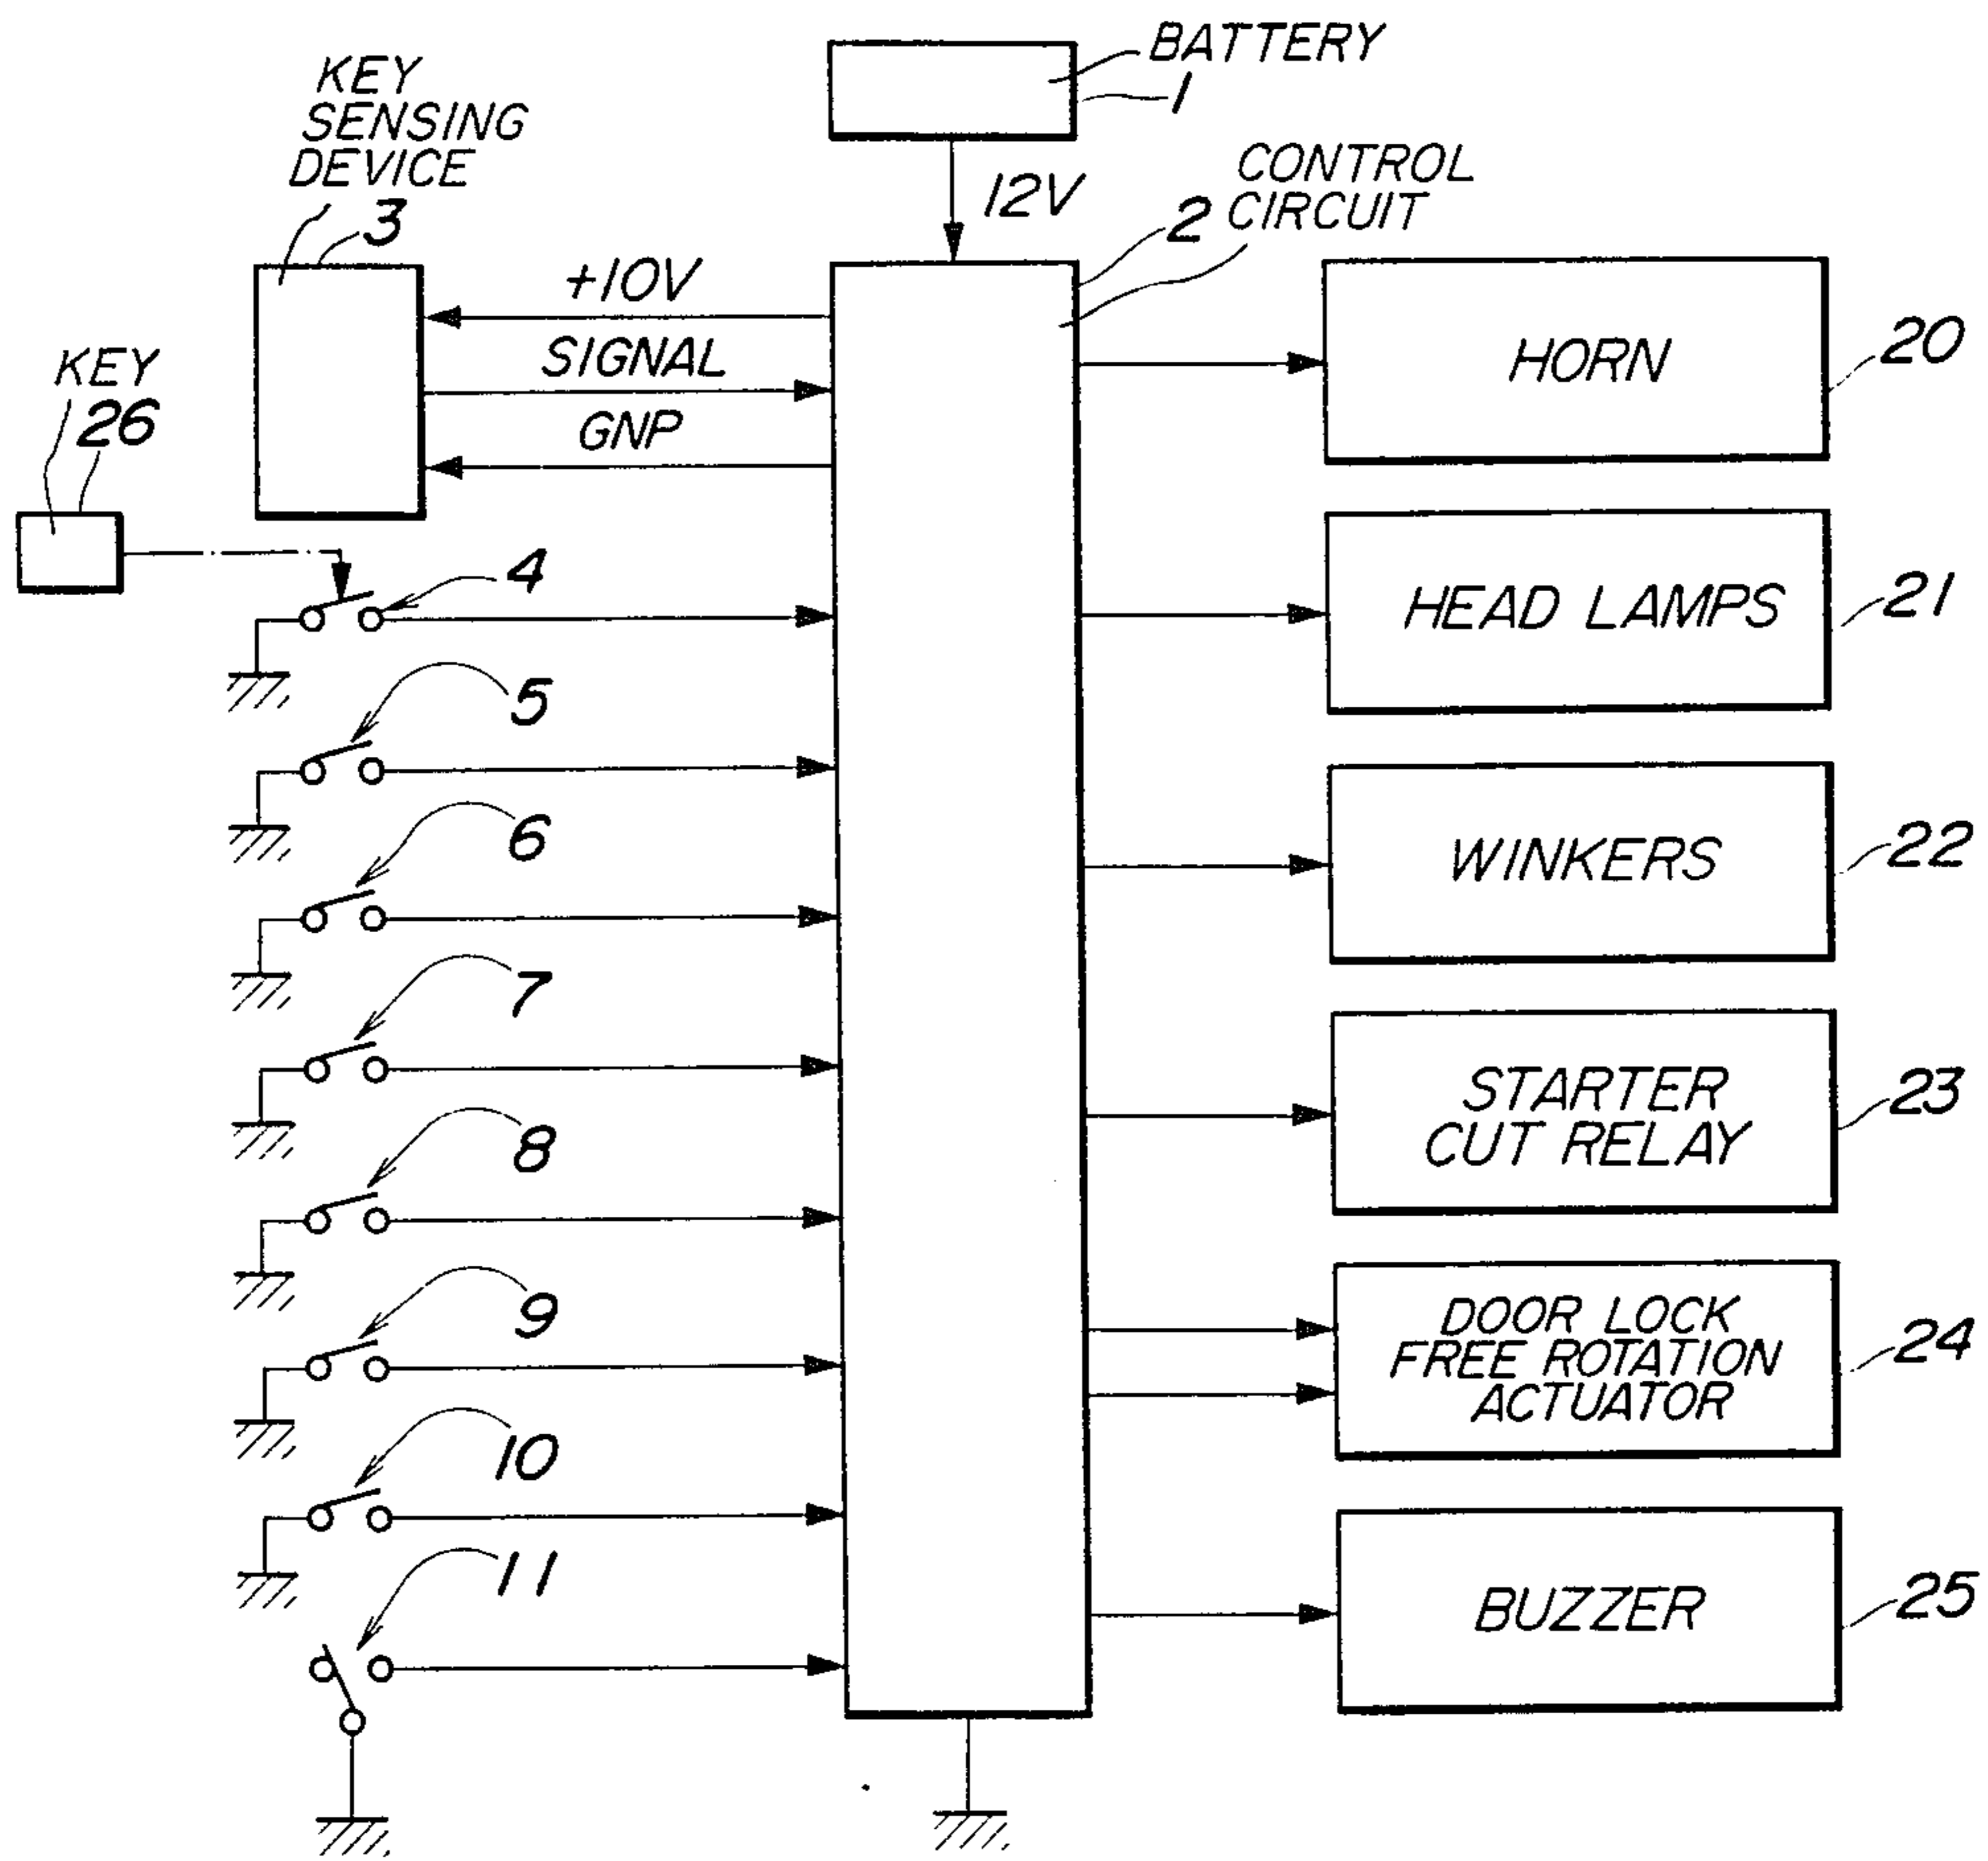 BATTERY
1
KEY
SENSING
DEVICE
3
12V
CONTROL
2 CIRCUIT
+10V
SIGNAL
GNP
KEY
26
HORN
20
4
HEAD LAMPS
21
5
6
WINKERS
22
7
STARTER
CUT RELAY
23
8
9
DOOR LOCK
FREE ROTATION
ACTUATOR
24
10
11
BUZZER
25